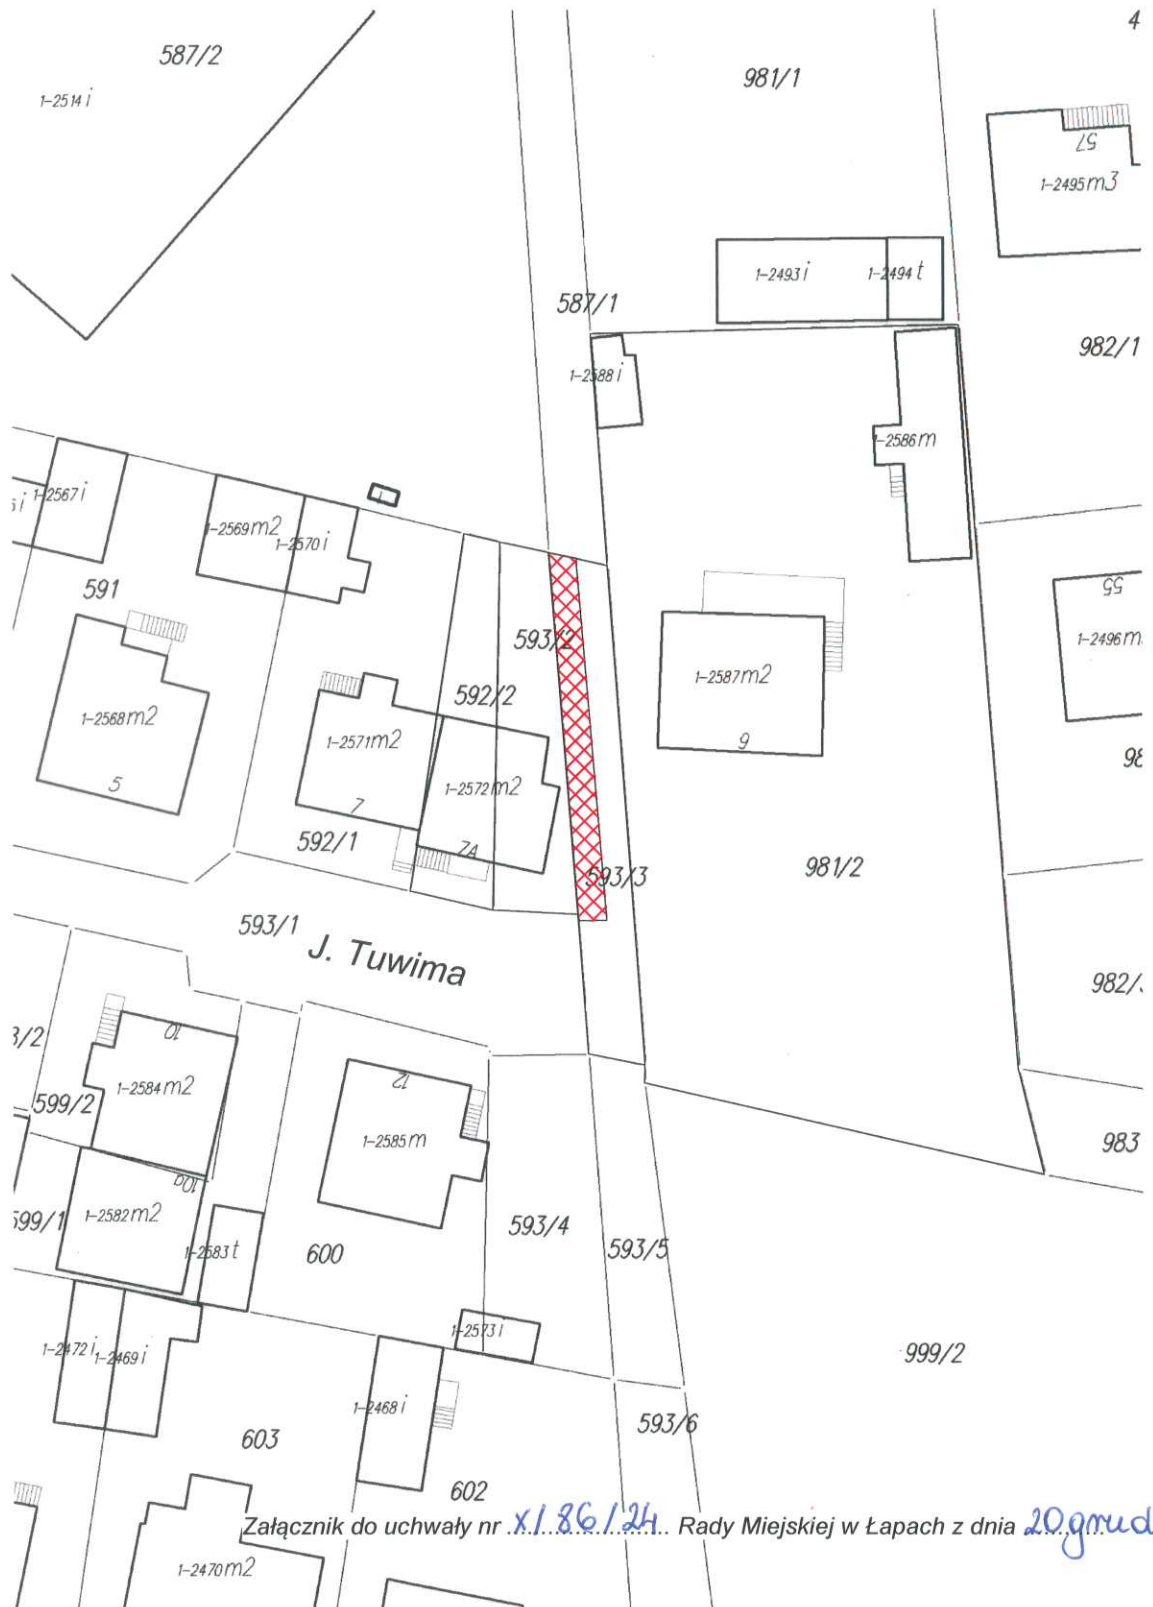 4
587/2
981/1
1-2514 i
57
1-2495 m3
1-2493 i
1-2494 t
587/1
982/1
1-2588 i
1-2586 m
1-2567 i
5 i
1-2569 m2
1-2570 i
591
55
593/2
1-2496 m
1-2587 m2
592/2
1-2568 m2
1-2571 m2
9
98
5
1-2572 m2
7
592/1
7A
981/2
593/3
593/1
J. Tuwima
982/
10
3/2
12
1-2584 m2
599/2
1-2585 m
983
10a
1-2582 m2
599/1
593/4
1-2583 t
600
593/5
1-2573 i
1-2472 i
1-2469 i
999/2
1-2468 i
593/6
603
602
Załącznik do uchwały nr X/86/24 Rady Miejskiej w Łapach z dnia 20 grud
1-2470 m2